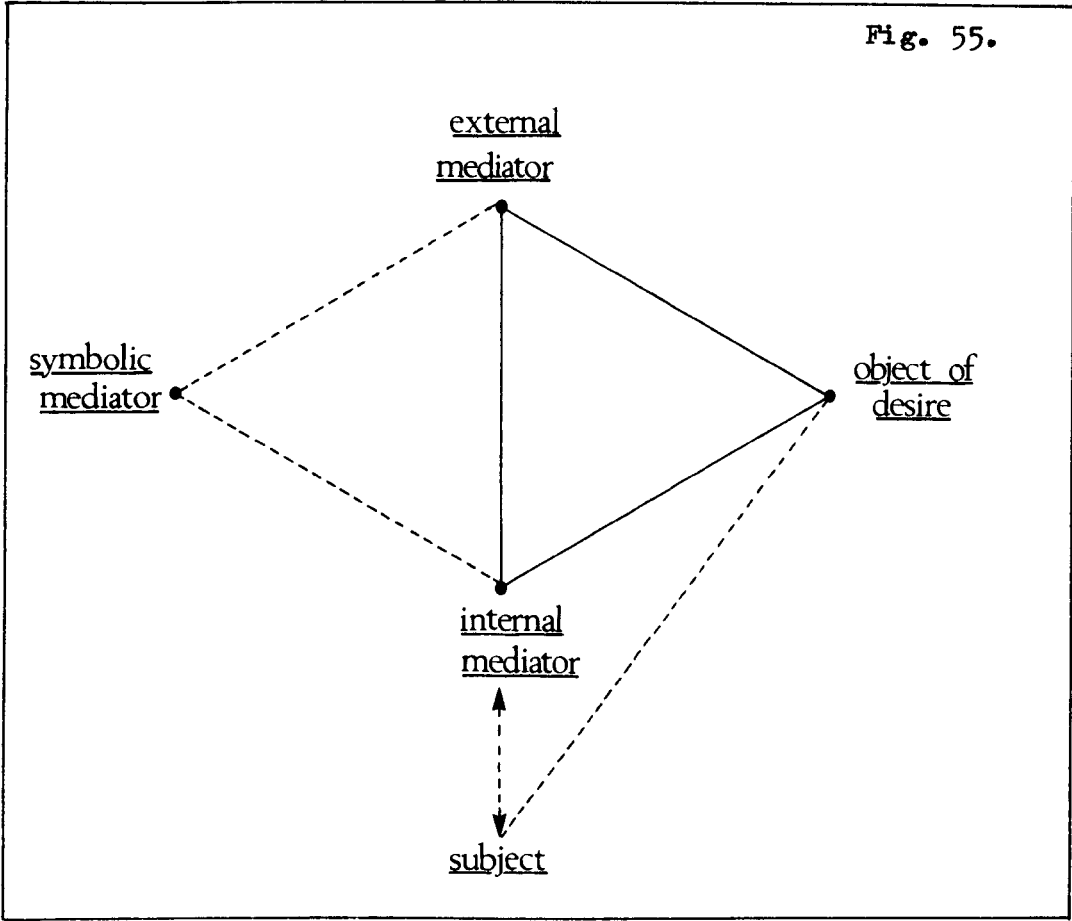 Fig. 55.
external
mediator
symbolic
mediator
object of
desire
internal
mediator
subject